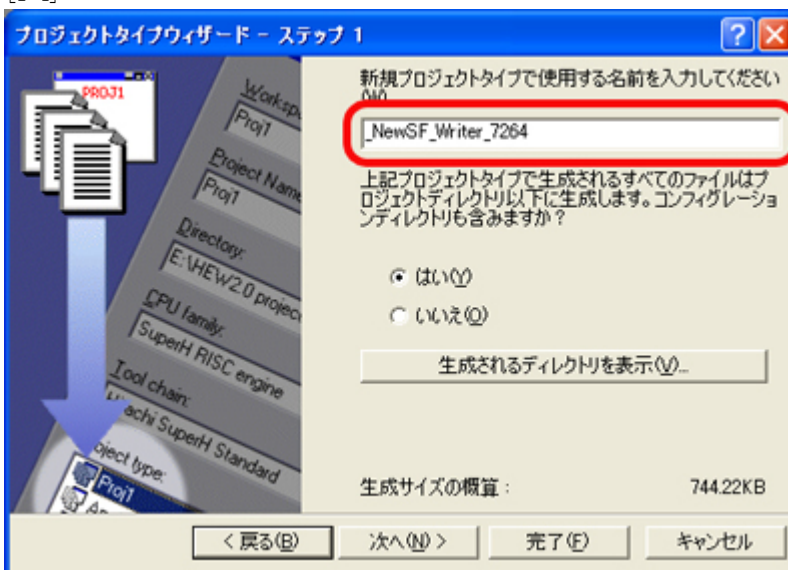 プロジェクトタイプウィザード - ステップ 1
PROJ1
Proj1
Project Name
Proj1
Directory:
E:\HEW2.0 projec
CPU family:
SuperH RISC engine
Tool chain:
Hitachi SuperH Standard
Project type:
Proj1
新規プロジェクトタイプで使用する名前を入力してください
_NewSF_Writer_7264
上記プロジェクトタイプで生成されるすべてのファイルはプ
ロジェクトディレクトリ以下に生成します。コンフィグレーショ
ンディレクトリも含みますか?
はい(Y)
いいえ(O)
生成されるディレクトリを表示(V)...
生成サイズの概算: 744.22KB
< 戻る(B) 次へ(N) > 完了(F) キャンセル